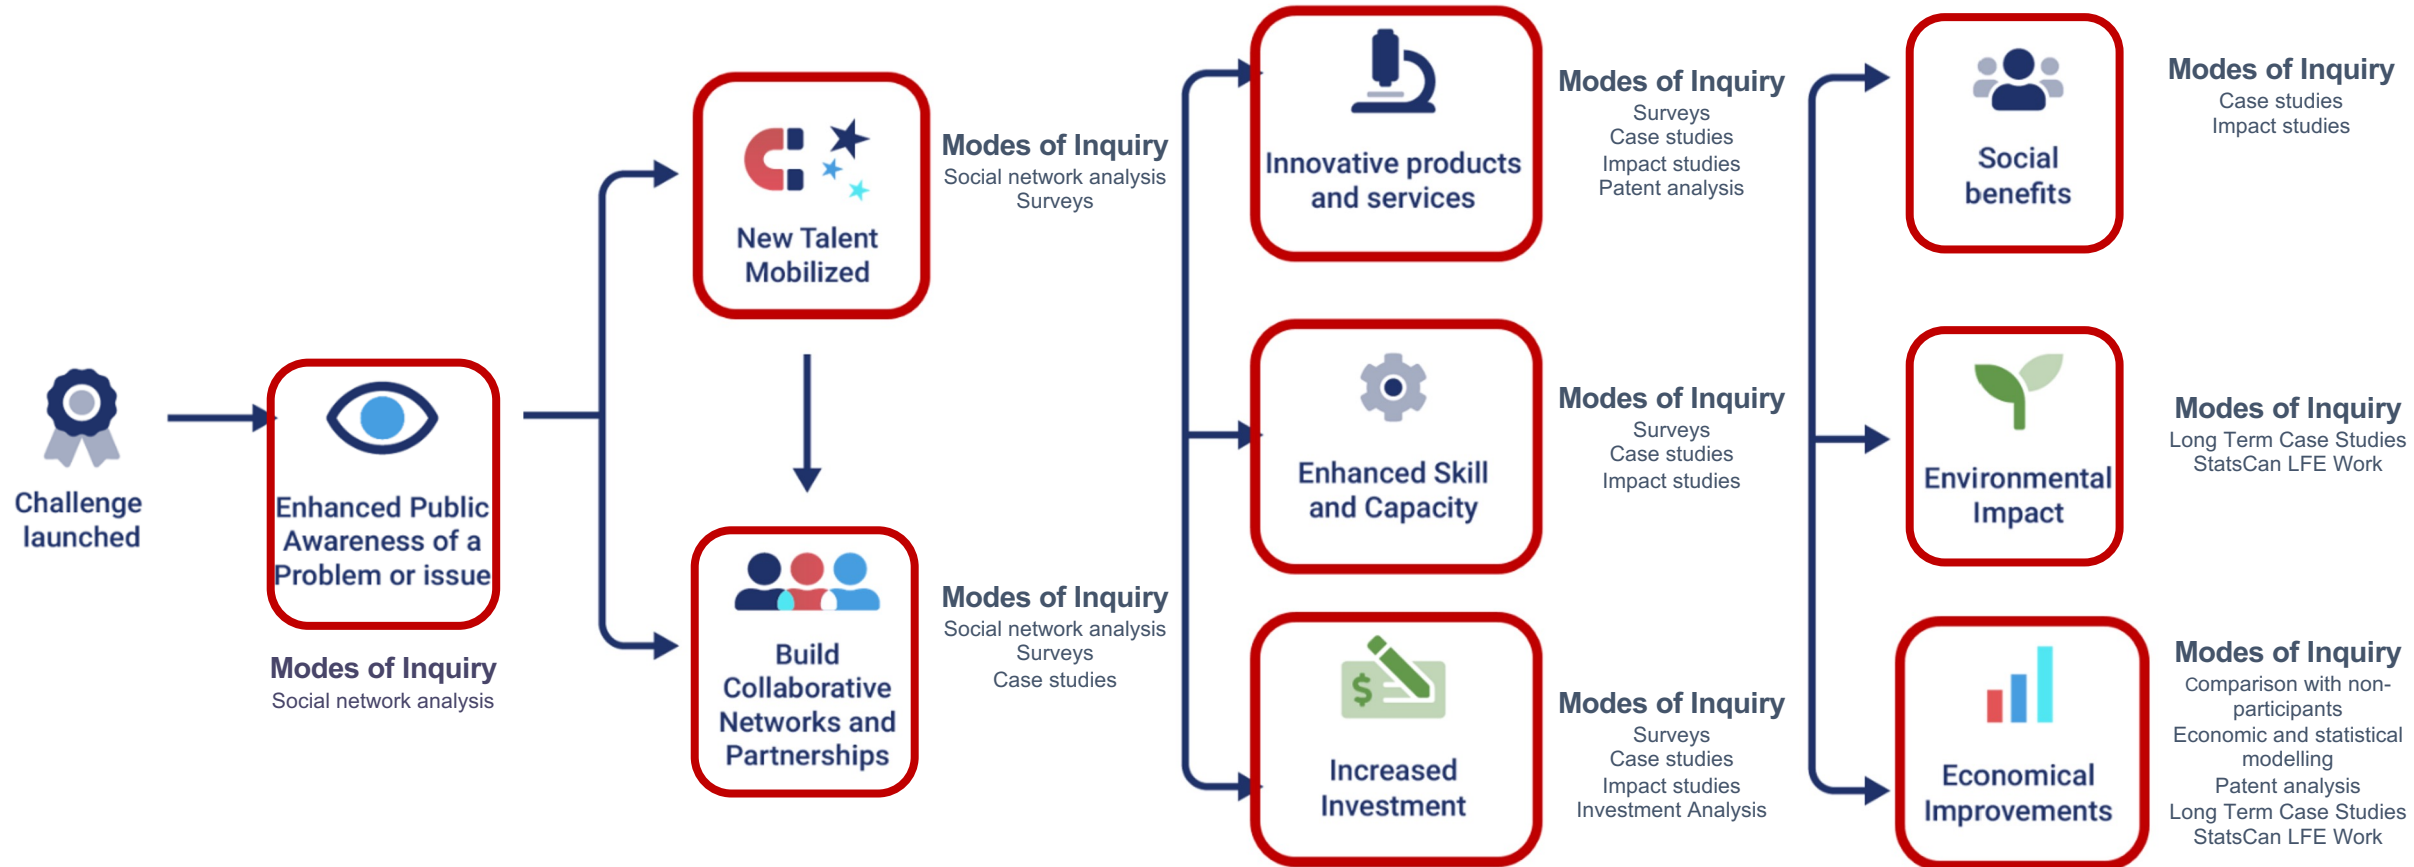 Challenge
launched
Enhanced Public
Awareness of a
Problem or issue
Modes of Inquiry
Social network analysis
New Talent
Mobilized
Modes of Inquiry
Social network analysis
Surveys
Build
Collaborative
Networks and
Partnerships
Modes of Inquiry
Social network analysis
Surveys
Case studies
Innovative products
and services
Modes of Inquiry
Surveys
Case studies
Impact studies
Patent analysis
Enhanced Skill
and Capacity
Modes of Inquiry
Surveys
Case studies
Impact studies
$
Increased
Investment
Modes of Inquiry
Surveys
Case studies
Impact studies
Investment Analysis
Social
benefits
Modes of Inquiry
Case studies
Impact studies
Environmental
Impact
Modes of Inquiry
Long Term Case Studies
StatsCan LFE Work
Economical
Improvements
Modes of Inquiry
Comparison with non-
participants
Economic and statistical
modelling
Patent analysis
Long Term Case Studies
StatsCan LFE Work